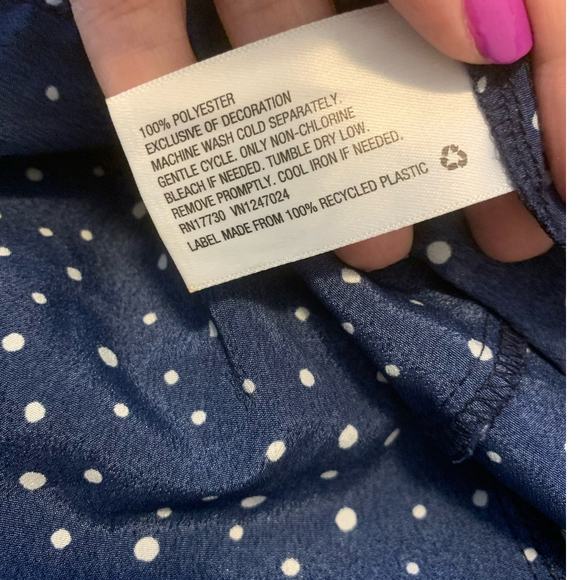 100% POLYESTER
EXCLUSIVE OF DECORATION
MACHINE WASH COLD SEPARATELY.
GENTLE CYCLE. ONLY NON-CHLORINE
BLEACH IF NEEDED. TUMBLE DRY LOW.
REMOVE PROMPTLY. COOL IRON IF NEEDED.
RN17730 VN1247024
LABEL MADE FROM 100% RECYCLED PLASTIC